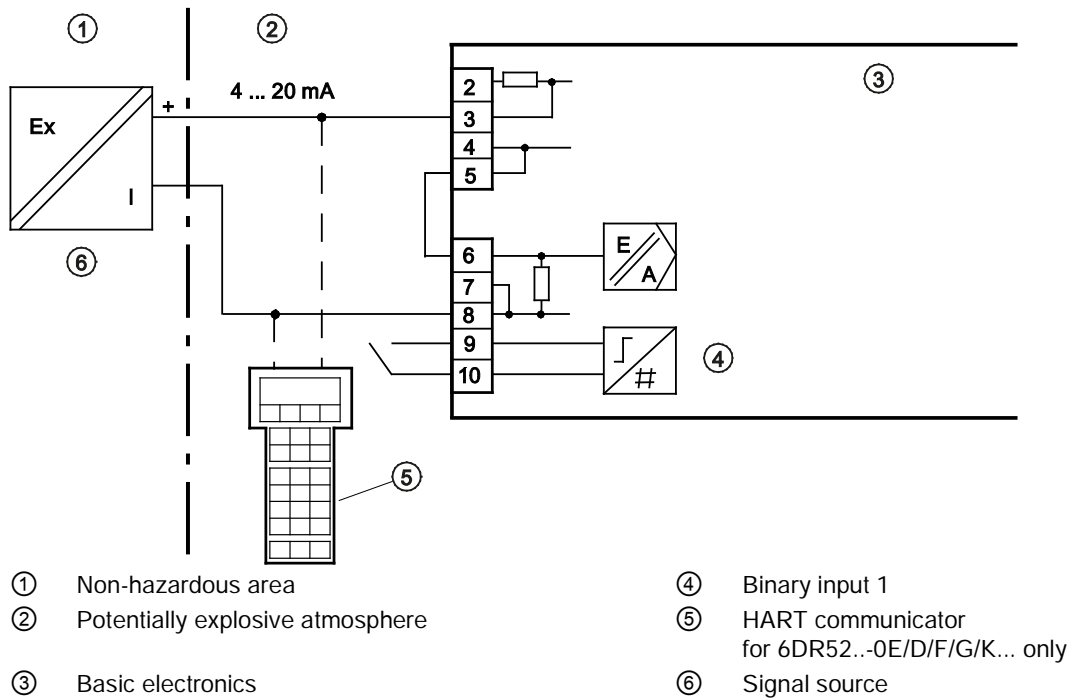 ① ②
4 ... 20 mA
③
Ex
+
I
⑥
2
3
4
5
6
7
8
9
10
E
A
#
④
⑤
① Non-hazardous area
② Potentially explosive atmosphere
③ Basic electronics
④ Binary input 1
⑤ HART communicator
for 6DR52..-0E/D/F/G/K... only
⑥ Signal source